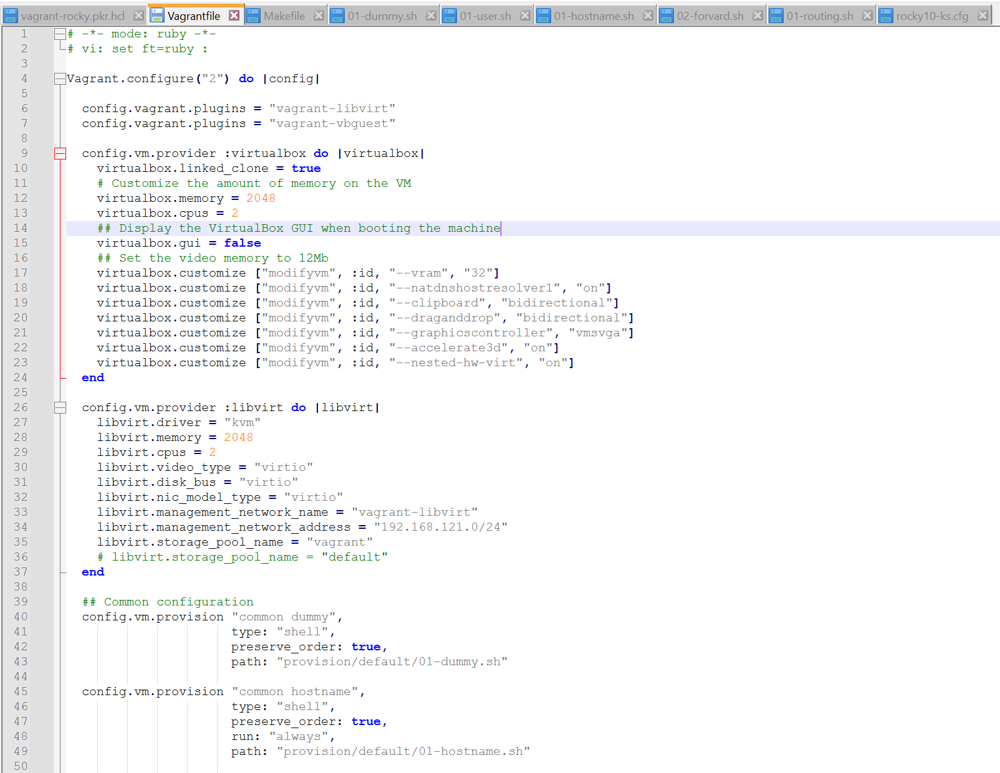 vagrant-rocky.pkr.hcl Vagrantfile Makefile 01-dummy.sh 01-user.sh 01-hostname.sh 02-forvard.sh 01-routing.sh rocky10-ks.cfg
1 # -*- mode: ruby -*-
2 # vi: set ft=ruby :
3
4 Vagrant.configure("2") do |config|
5
6   config.vagrant.plugins = "vagrant-libvirt"
7   config.vagrant.plugins = "vagrant-vbguest"
8
9   config.vm.provider :virtualbox do |virtualbox|
10     virtualbox.linked_clone = true
11     # Customize the amount of memory on the VM
12     virtualbox.memory = 2048
13     virtualbox.cpus = 2
14     ## Display the VirtualBox GUI when booting the machine
15     virtualbox.gui = false
16     ## Set the video memory to 12Mb
17     virtualbox.customize ["modifyvm", :id, "--vram", "32"]
18     virtualbox.customize ["modifyvm", :id, "--natdnshostresolver1", "on"]
19     virtualbox.customize ["modifyvm", :id, "--clipboard", "bidirectional"]
20     virtualbox.customize ["modifyvm", :id, "--draganddrop", "bidirectional"]
21     virtualbox.customize ["modifyvm", :id, "--graphicscontroller", "vmsvga"]
22     virtualbox.customize ["modifyvm", :id, "--accelerate3d", "on"]
23     virtualbox.customize ["modifyvm", :id, "--nested-hw-virt", "on"]
24   end
25
26   config.vm.provider :libvirt do |libvirt|
27     libvirt.driver = "kvm"
28     libvirt.memory = 2048
29     libvirt.cpus = 2
30     libvirt.video_type = "virtio"
31     libvirt.disk_bus = "virtio"
32     libvirt.nic_model_type = "virtio"
33     libvirt.management_network_name = "vagrant-libvirt"
34     libvirt.management_network_address = "192.168.121.0/24"
35     libvirt.storage_pool_name = "vagrant"
36     # libvirt.storage_pool_name = "default"
37   end
38
39   ## Common configuration
40   config.vm.provision "common dummy",
41                       type: "shell",
42                       preserve_order: true,
43                       path: "provision/default/01-dummy.sh"
44
45   config.vm.provision "common hostname",
46                       type: "shell",
47                       preserve_order: true,
48                       run: "always",
49                       path: "provision/default/01-hostname.sh"
50